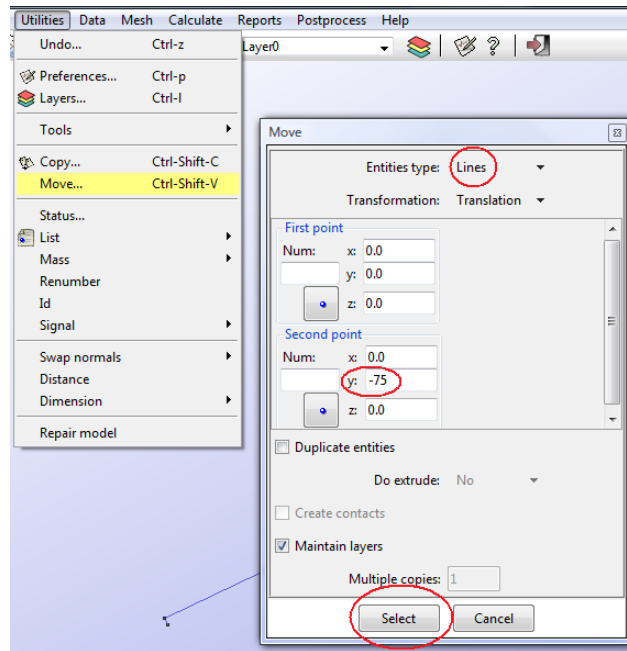 Utilities Data Mesh Calculate Reports Postprocess Help
Layer0
Undo... Ctrl-z
Preferences... Ctrl-p
Layers... Ctrl-l
Tools
Copy... Ctrl-Shift-C
Move... Ctrl-Shift-V
Status...
List
Mass
Renumber
Id
Signal
Swap normals
Distance
Dimension
Repair model
Move
Entities type: Lines
Transformation: Translation
First point
Num: x: 0.0
y: 0.0
z: 0.0
Second point
Num: x: 0.0
y: -75
z: 0.0
Duplicate entities
Do extrude: No
Create contacts
Maintain layers
Multiple copies: 1
Select Cancel